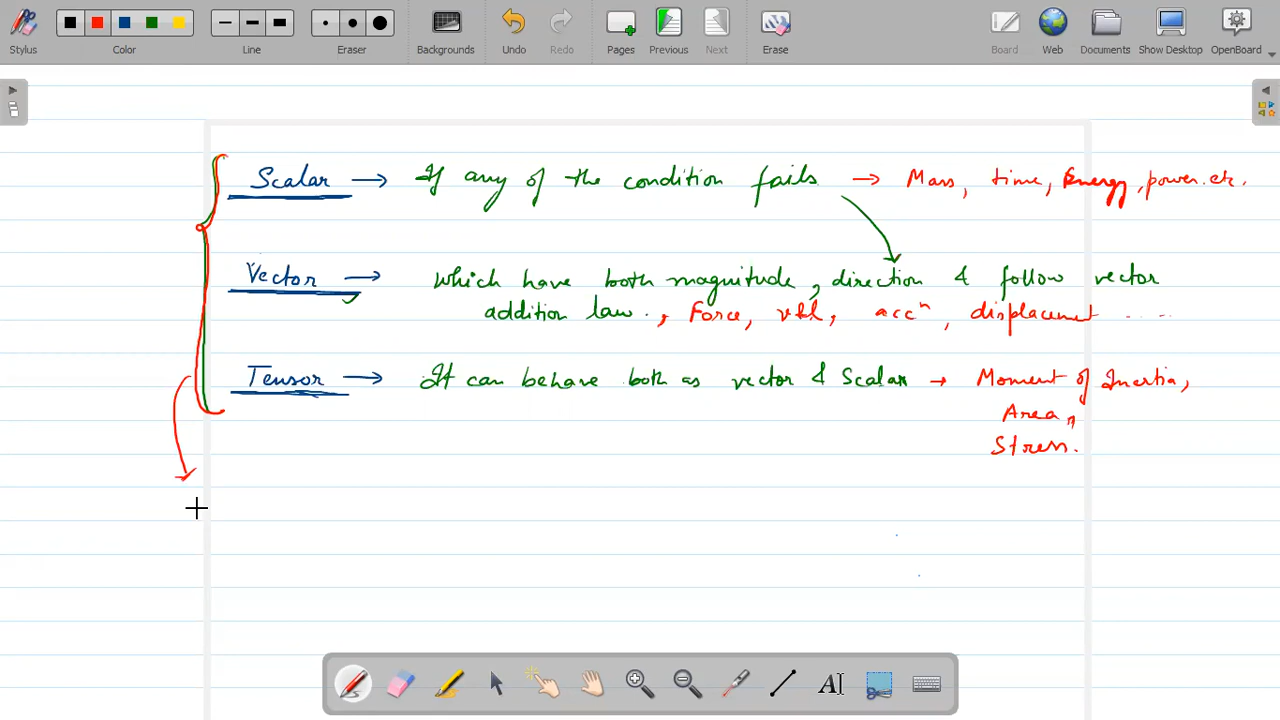 Stylus Color Line Eraser Backgrounds Undo Redo Pages Previous Next Erase Board Web Documents Show Desktop OpenBoard
Scalar → If any of the condition fails → Mass, time, Energy, power etc.
Vector → Which have both magnitude, direction & follow vector
addition law., Force, vel, accⁿ, displacement .....
Tensor → It can behave both as vector & Scalar → Moment of Inertia,
Area,
Stress.
AI